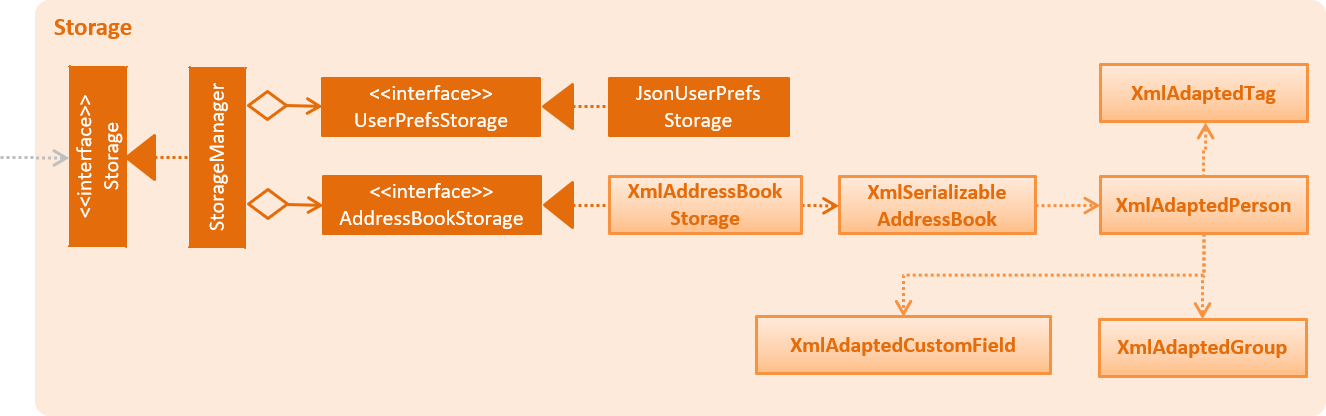 Storage
<<interface>>
Storage
StorageManager
<<interface>>
UserPrefsStorage
JsonUserPrefs
Storage
XmlAdaptedTag
<<interface>>
AddressBookStorage
XmlAddressBook
Storage
XmlSerializable
AddressBook
XmlAdaptedPerson
XmlAdaptedCustomField
XmlAdaptedGroup